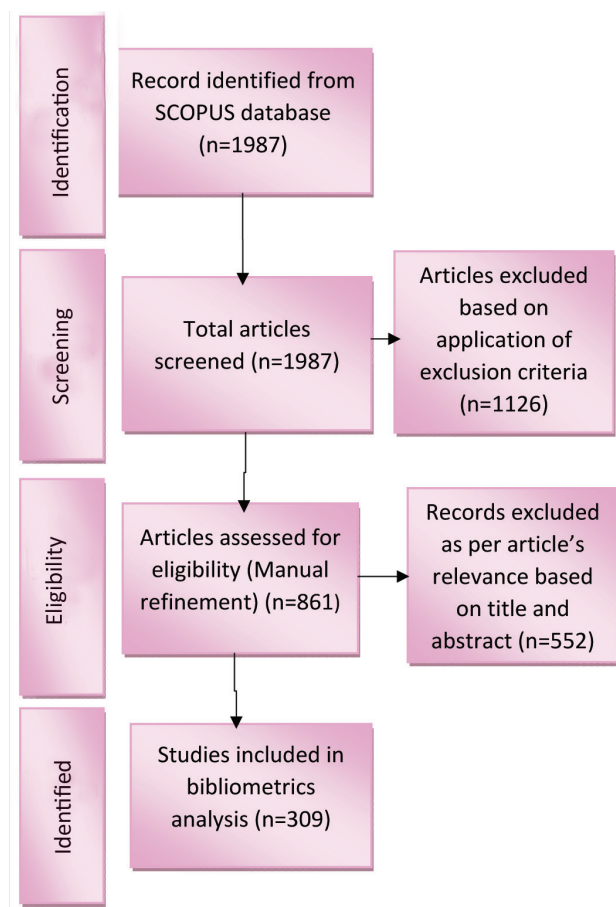 Identification
Record identified from
SCOPUS database
(n=1987)
Screening
Total articles
screened (n=1987)
Articles excluded
based on
application of
exclusion criteria
(n=1126)
Eligibility
Articles assessed for
eligibility (Manual
refinement) (n=861)
Records excluded
as per article’s
relevance based
on title and
abstract (n=552)
Identified
Studies included in
bibliometrics
analysis (n=309)